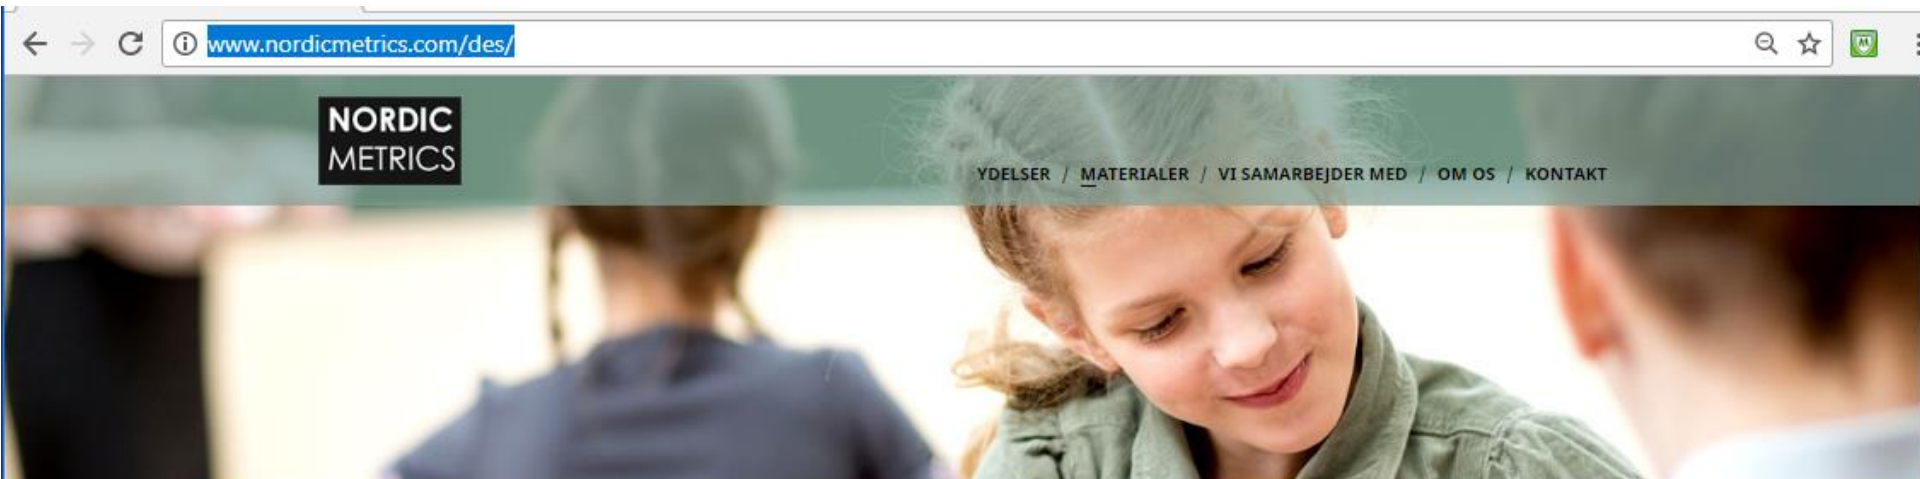 www.nordicmetrics.com/des/
NORDIC
METRICS
YDELSER / MATERIALER / VI SAMARBEJDER MED / OM OS / KONTAKT